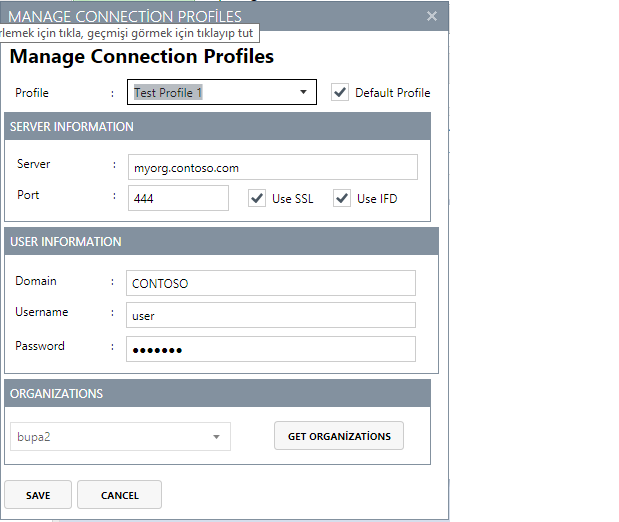 MANAGE CONNECTİON PROFILES
rlemek için tıkla, geçmişi görmek için tıklayıp tut
Manage Connection Profiles
Profile : Test Profile 1 Default Profile
SERVER INFORMATION
Server : myorg.contoso.com
Port : 444 Use SSL Use IFD
USER INFORMATION
Domain : CONTOSO
Username : user
Password : ●●●●●●●
ORGANIZATIONS
bupa2 GET ORGANİZATİONS
SAVE CANCEL